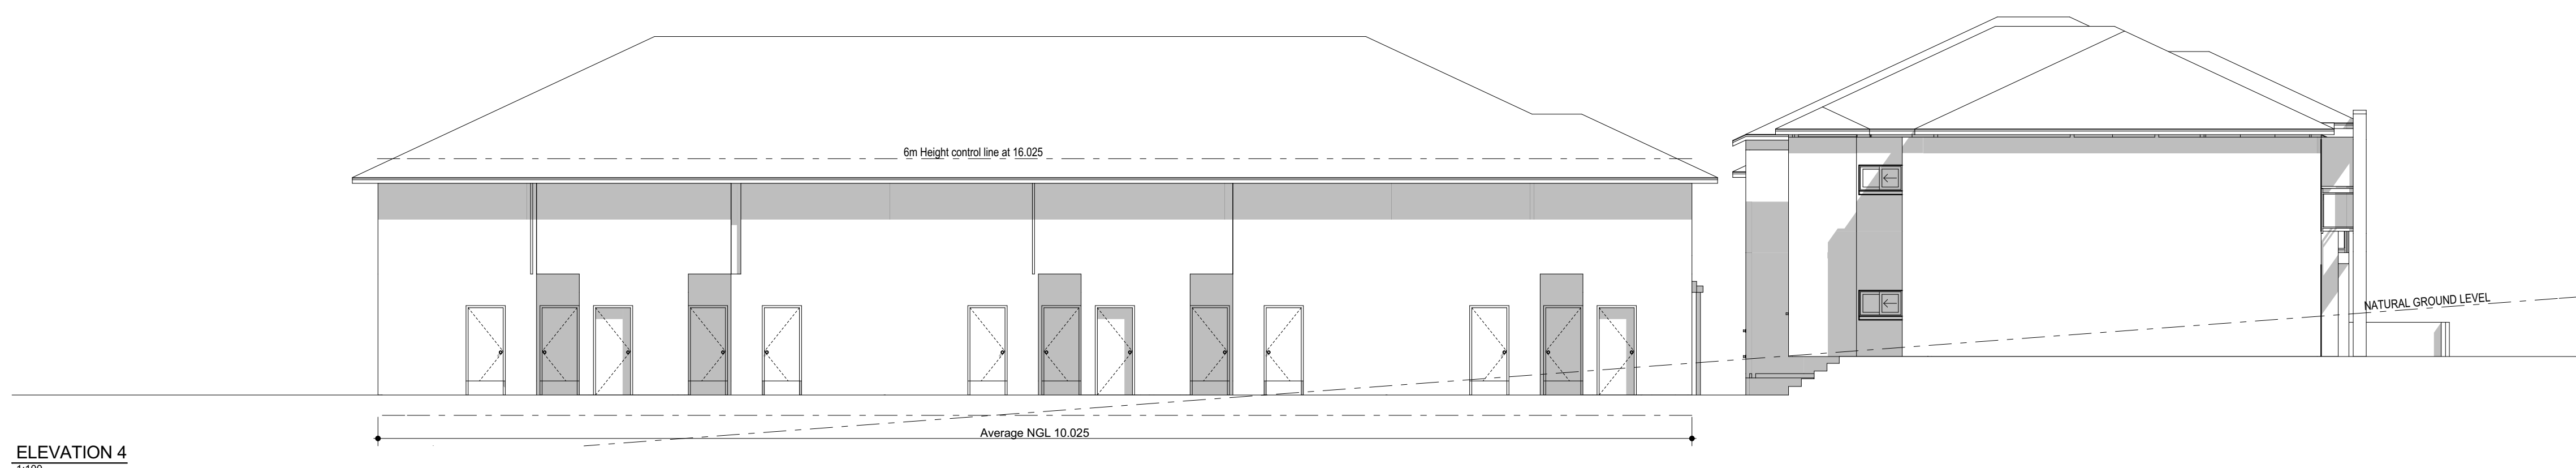 6m Height control line at 16.025
NATURAL GROUND LEVEL
Average NGL 10.025
ELEVATION 4